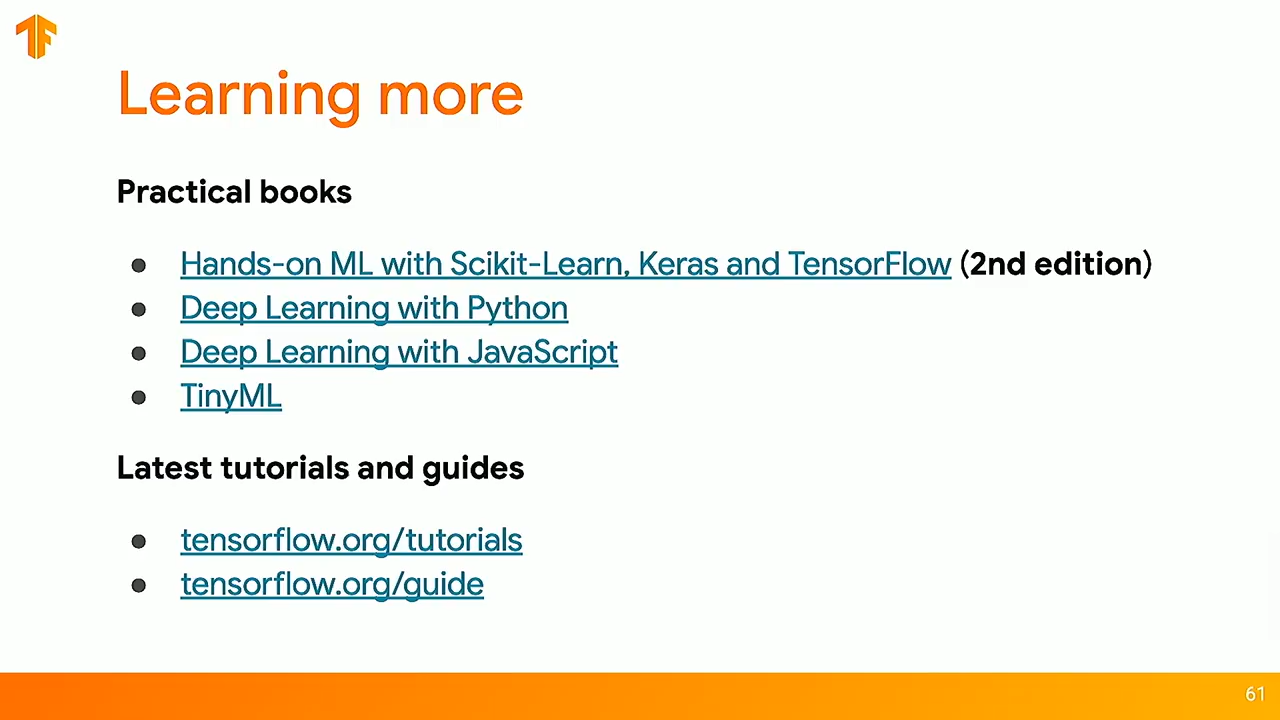 Learning more
Practical books
● Hands-on ML with Scikit-Learn, Keras and TensorFlow (2nd edition)
● Deep Learning with Python
● Deep Learning with JavaScript
● TinyML
Latest tutorials and guides
● tensorflow.org/tutorials
● tensorflow.org/guide
61